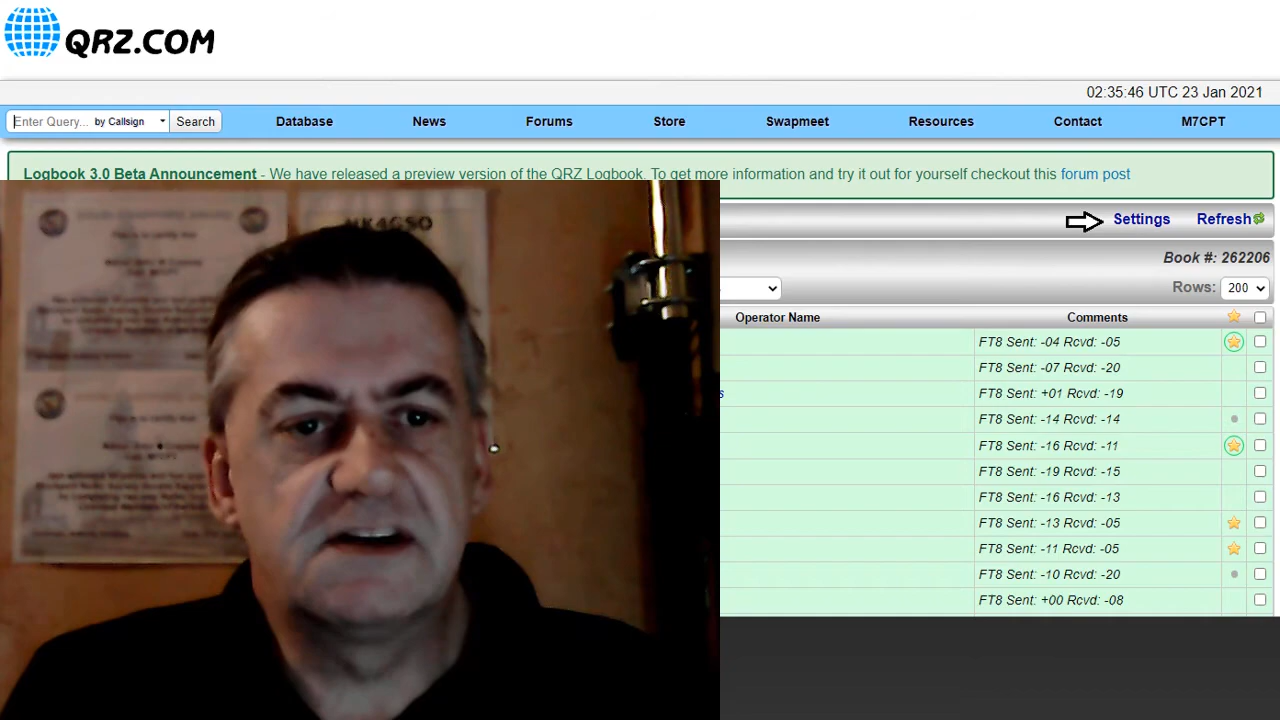 QRZ.COM
02:35:46 UTC 23 Jan 2021
Enter Query... by Callsign Search Database News Forums Store Swapmeet Resources Contact M7CPT
Logbook 3.0 Beta Announcement - We have released a preview version of the QRZ Logbook. To get more information and try it out for yourself checkout this forum post
Settings Refresh
Book #: 262206
Rows: 200
Operator Name Comments
FT8 Sent: -04 Rcvd: -05
FT8 Sent: -07 Rcvd: -20
s FT8 Sent: +01 Rcvd: -19
FT8 Sent: -14 Rcvd: -14
FT8 Sent: -16 Rcvd: -11
FT8 Sent: -19 Rcvd: -15
FT8 Sent: -16 Rcvd: -13
FT8 Sent: -13 Rcvd: -05
FT8 Sent: -11 Rcvd: -05
FT8 Sent: -10 Rcvd: -20
FT8 Sent: +00 Rcvd: -08